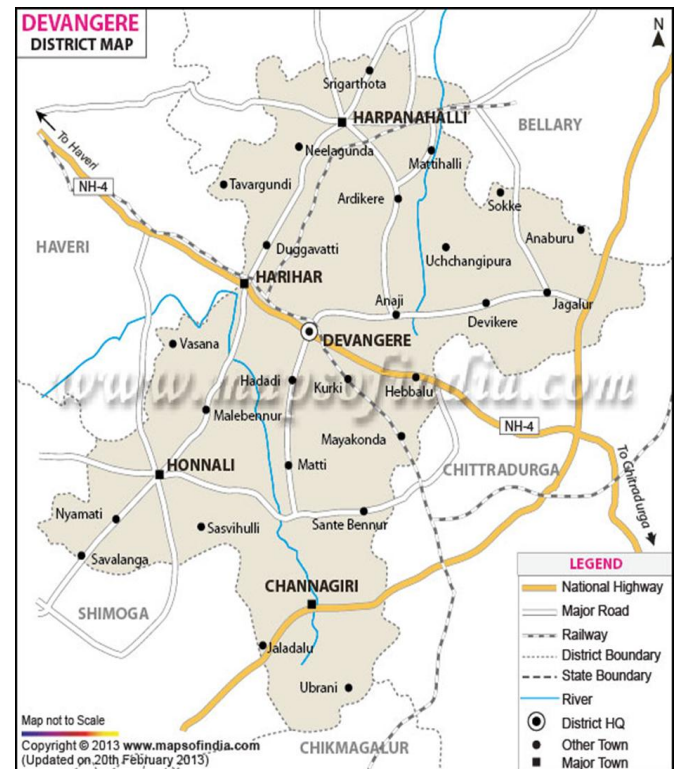 DEVANGERE
DISTRICT MAP
N
Srigarthota
HARPANAHALLI
BELLARY
To Haveri
Neelagunda
Mattihalli
NH-4
Tavargundi
Ardikere
Sokke
HAVERI
Duggavatti
Uchchangipura
Anaburu
HARIHAR
Anaji
Devikere
Jagalur
DEVANGERE
Vasana
www.mapsofindia.com
Hadadi
Kurki
Hebbalu
Malebennur
NH-4
Mayakonda
HONNALI
Matti
CHITTRADURGA
To Ghitradurga
Nyamati
Sasvihulli
Sante Bennur
Savalanga
CHANNAGIRI
SHIMOGA
Jaladalu
Ubrani
CHIKMAGALUR
LEGEND
National Highway
Major Road
Railway
District Boundary
State Boundary
River
District HQ
Other Town
Major Town
Map not to Scale
Copyright © 2013 www.mapsofindia.com
(Updated on 20th February 2013)